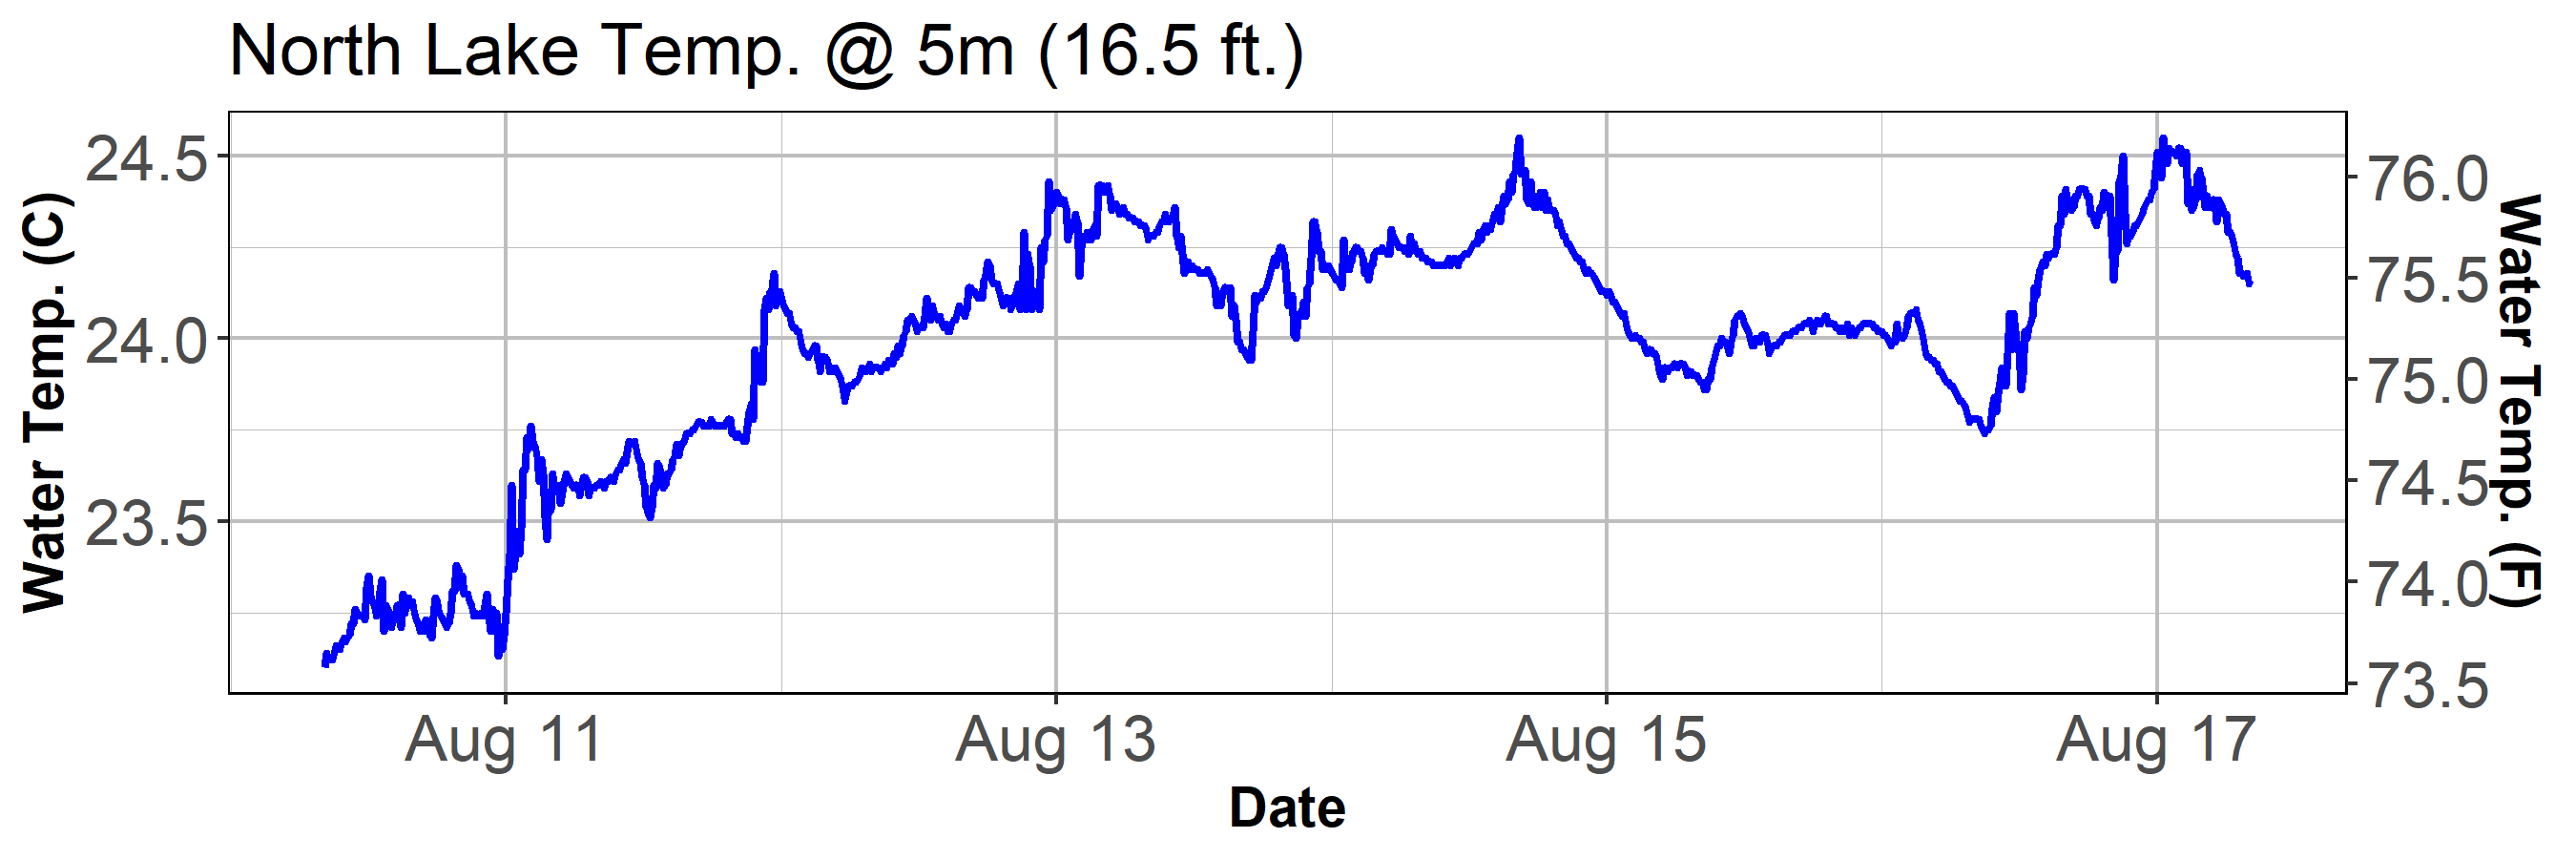 North Lake Temp. @ 5m (16.5 ft.)
Water Temp. (C)
24.5
24.0
23.5
76.0
75.5
75.0
74.5
74.0
73.5
Water Temp. (F)
Aug 11 Aug 13 Aug 15 Aug 17
Date